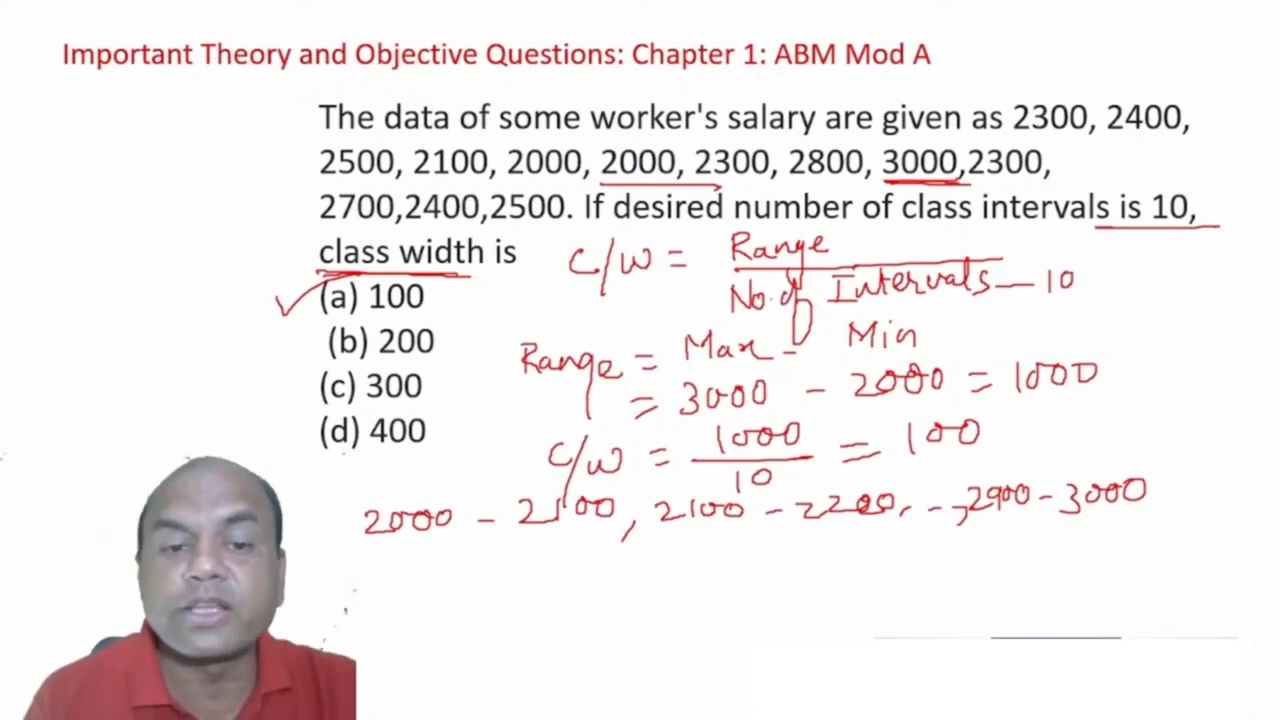 Important Theory and Objective Questions: Chapter 1: ABM Mod A
The data of some worker's salary are given as 2300, 2400,
2500, 2100, 2000, 2000, 2300, 2800, 3000,2300,
2700,2400,2500. If desired number of class intervals is 10,
class width is
C/W = Range
No. of Intervals — 10
(a) 100
(b) 200
(c) 300
(d) 400
Range = Max - Min
= 3000 - 2000 = 1000
C/W = 1000
10
= 100
2000 - 2100, 2100 - 2200, - -, 2900 - 3000